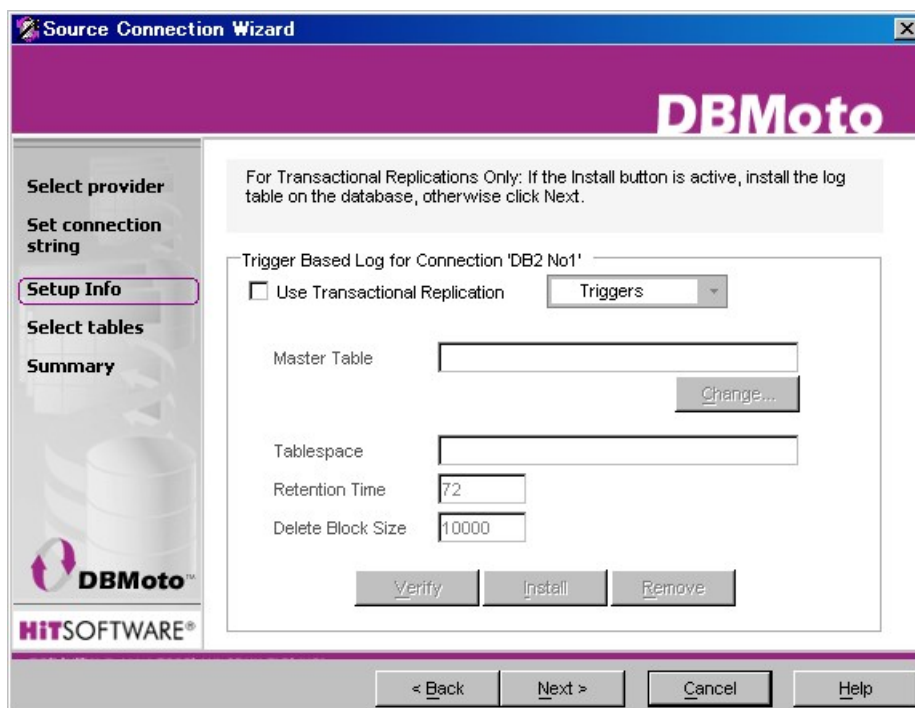 Source Connection Wizard
DBMoto
Select provider
Set connection
string
Setup Info
Select tables
Summary
For Transactional Replications Only: If the Install button is active, install the log
table on the database, otherwise click Next.
Trigger Based Log for Connection 'DB2 No1'
Use Transactional Replication
Triggers
Master Table
Change...
Tablespace
Retention Time
72
Delete Block Size
10000
Verify
Install
Remove
DBMoto™
HiTSOFTWARE®
< Back
Next >
Cancel
Help